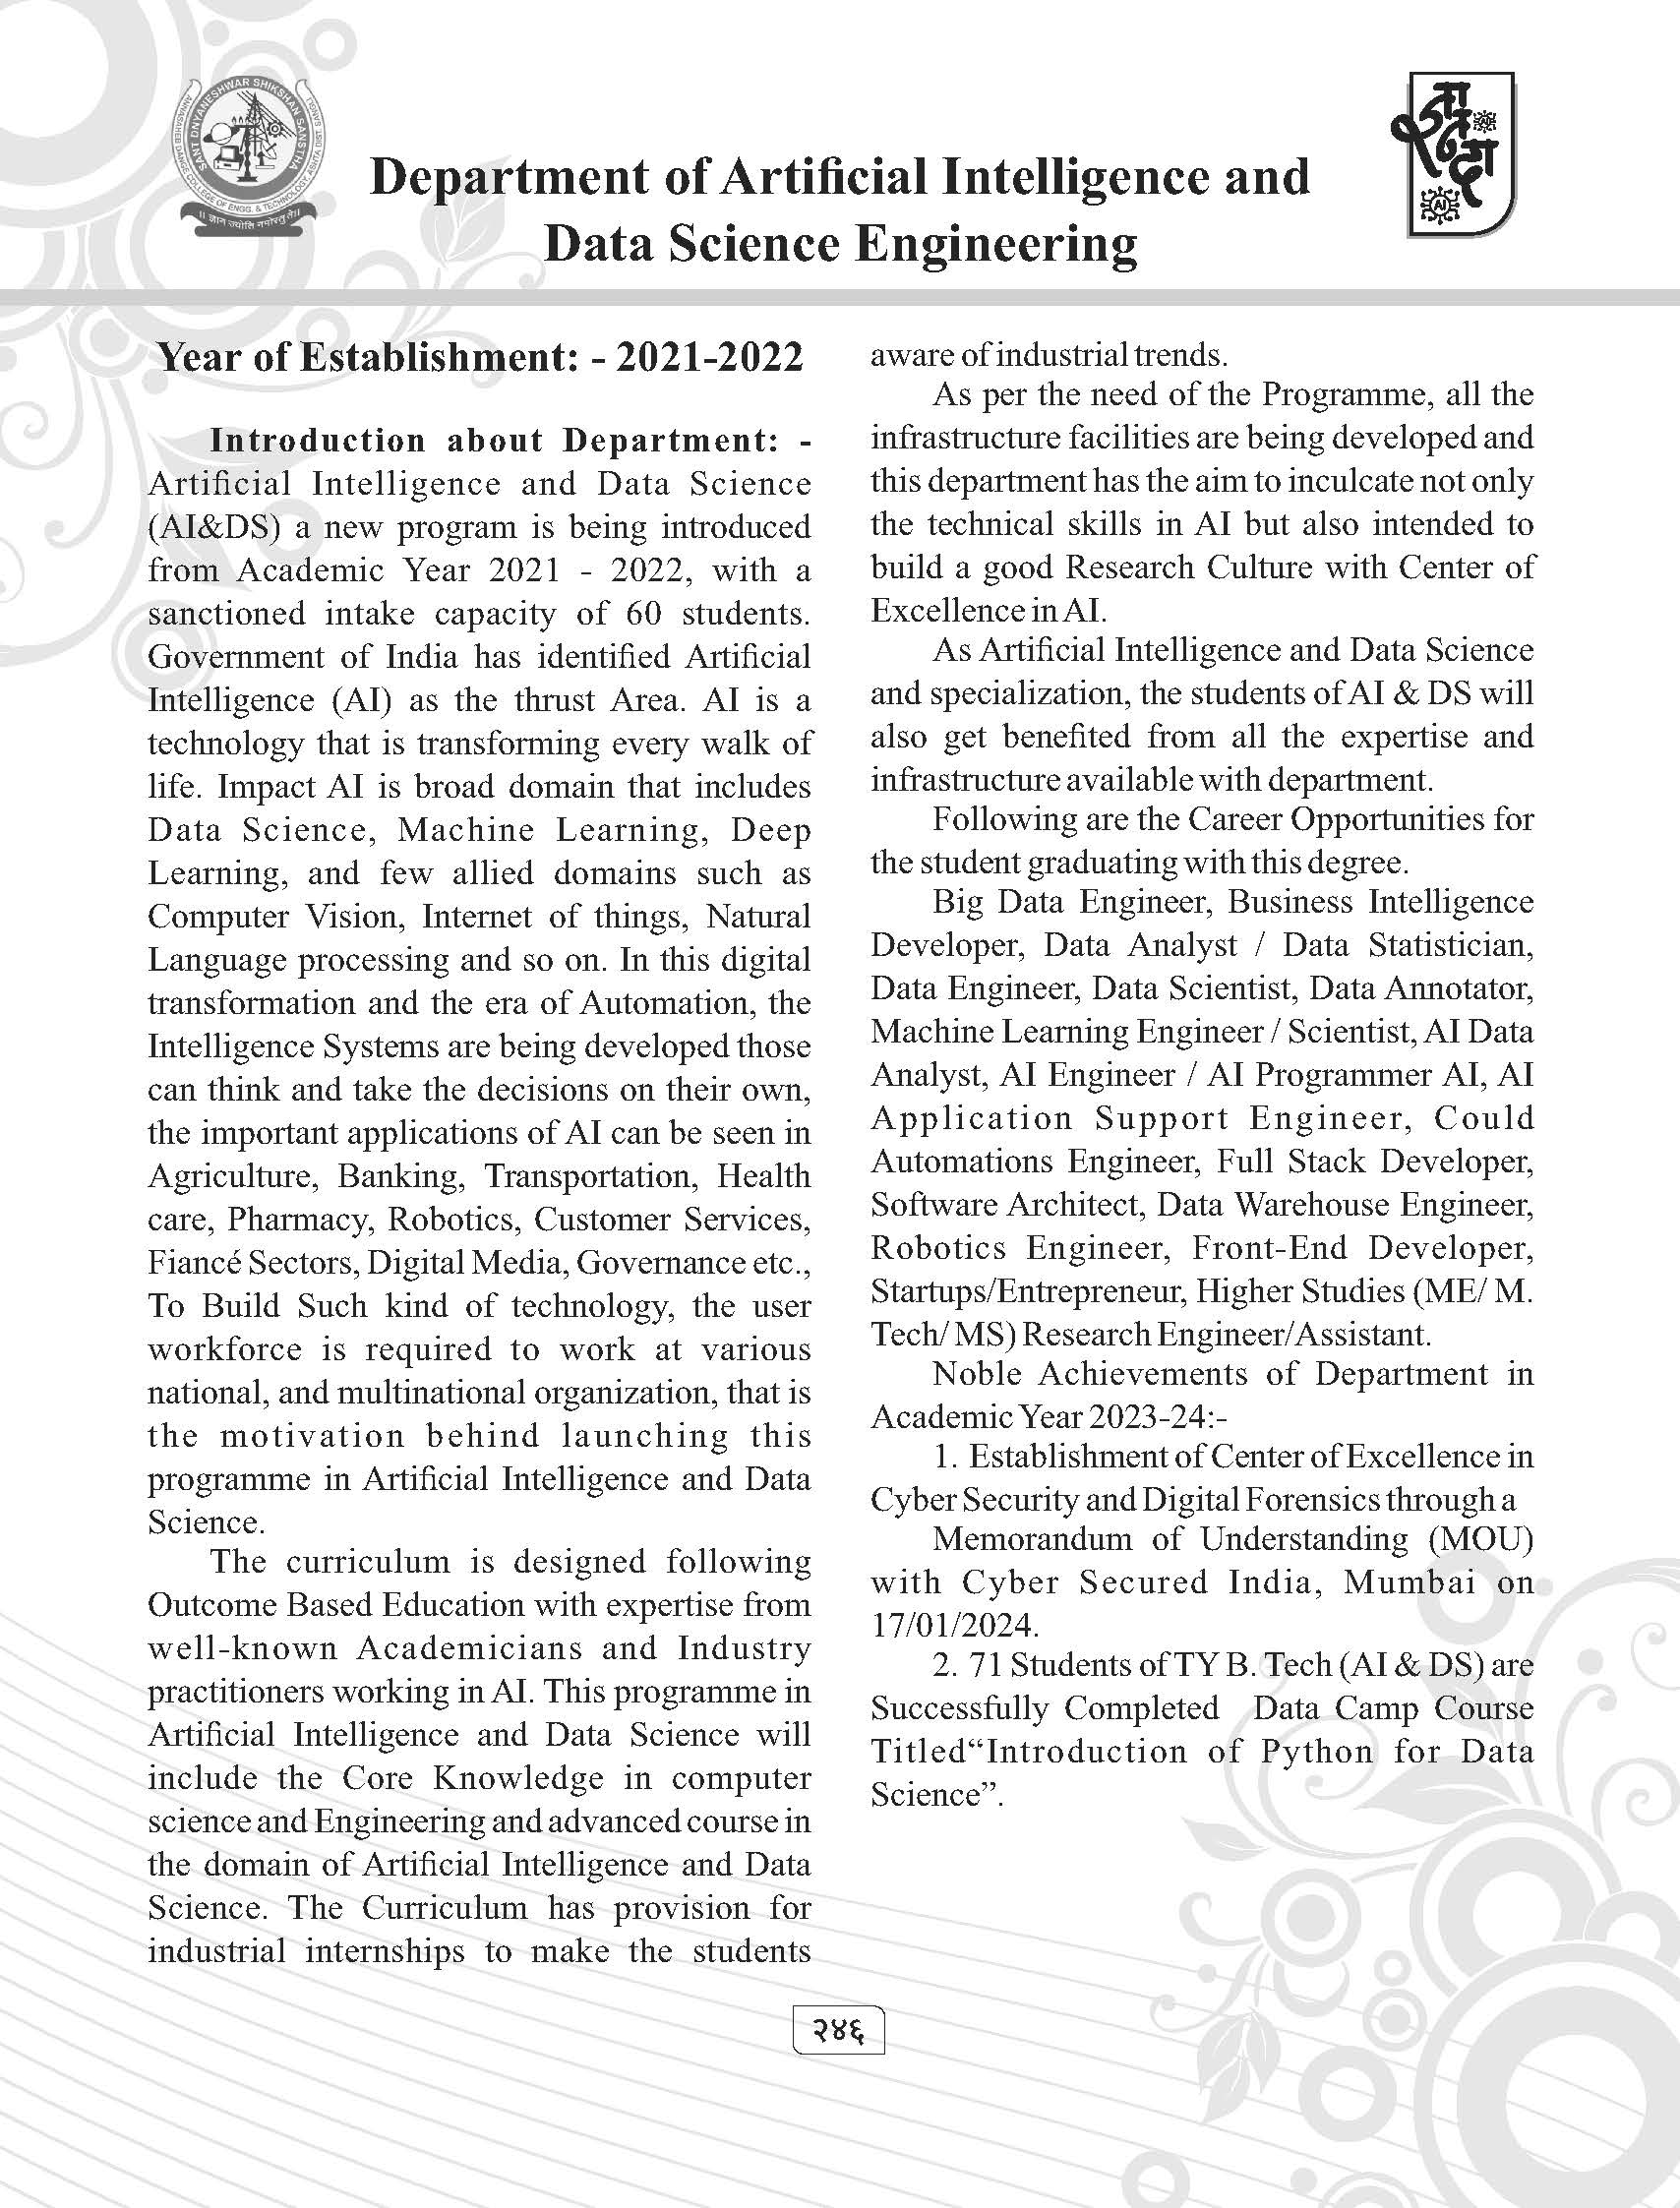 SANT DNYANESHWAR SHIKSHAN SANSTHA
ANNASAHEB DANGE COLLEGE OF ENGG. & TECHNOLOGY, ASHTA DIST. SANGLI
AI
Department of Artificial Intelligence and
Data Science Engineering
Year of Establishment: - 2021-2022
Introduction about Department: -
Artificial Intelligence and Data Science
(AI&DS) a new program is being introduced
from Academic Year 2021 - 2022, with a
sanctioned intake capacity of 60 students.
Government of India has identified Artificial
Intelligence (AI) as the thrust Area. AI is a
technology that is transforming every walk of
life. Impact AI is broad domain that includes
Data Science, Machine Learning, Deep
Learning, and few allied domains such as
Computer Vision, Internet of things, Natural
Language processing and so on. In this digital
transformation and the era of Automation, the
Intelligence Systems are being developed those
can think and take the decisions on their own,
the important applications of AI can be seen in
Agriculture, Banking, Transportation, Health
care, Pharmacy, Robotics, Customer Services,
Fiancé Sectors, Digital Media, Governance etc.,
To Build Such kind of technology, the user
workforce is required to work at various
national, and multinational organization, that is
the motivation behind launching this
programme in Artificial Intelligence and Data
Science.
The curriculum is designed following
Outcome Based Education with expertise from
well-known Academicians and Industry
practitioners working in AI. This programme in
Artificial Intelligence and Data Science will
include the Core Knowledge in computer
science and Engineering and advanced course in
the domain of Artificial Intelligence and Data
Science. The Curriculum has provision for
industrial internships to make the students
aware of industrial trends.
As per the need of the Programme, all the
infrastructure facilities are being developed and
this department has the aim to inculcate not only
the technical skills in AI but also intended to
build a good Research Culture with Center of
Excellence in AI.
As Artificial Intelligence and Data Science
and specialization, the students of AI & DS will
also get benefited from all the expertise and
infrastructure available with department.
Following are the Career Opportunities for
the student graduating with this degree.
Big Data Engineer, Business Intelligence
Developer, Data Analyst / Data Statistician,
Data Engineer, Data Scientist, Data Annotator,
Machine Learning Engineer / Scientist, AI Data
Analyst, AI Engineer / AI Programmer AI, AI
Application Support Engineer, Could
Automations Engineer, Full Stack Developer,
Software Architect, Data Warehouse Engineer,
Robotics Engineer, Front-End Developer,
Startups/Entrepreneur, Higher Studies (ME/ M.
Tech/ MS) Research Engineer/Assistant.
Noble Achievements of Department in
Academic Year 2023-24:-
1. Establishment of Center of Excellence in
Cyber Security and Digital Forensics through a
Memorandum of Understanding (MOU)
with Cyber Secured India, Mumbai on
17/01/2024.
2. 71 Students of TY B. Tech (AI & DS) are
Successfully Completed Data Camp Course
Titled“Introduction of Python for Data
Science”.
२४६